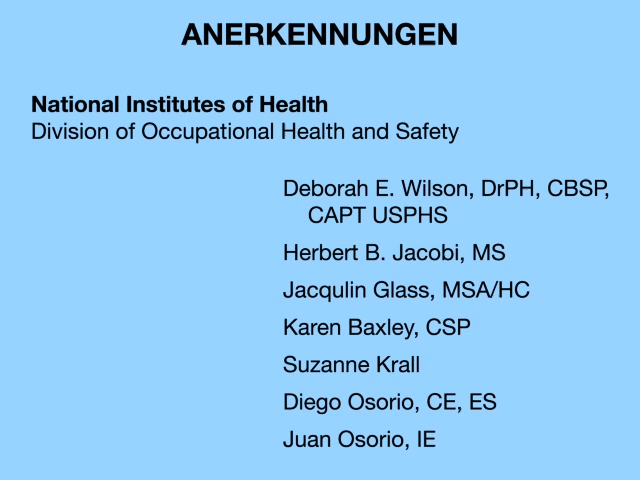 ANERKENNUNGEN
National Institutes of Health
Division of Occupational Health and Safety
Deborah E. Wilson, DrPH, CBSP,
CAPT USPHS
Herbert B. Jacobi, MS
Jacqulin Glass, MSA/HC
Karen Baxley, CSP
Suzanne Krall
Diego Osorio, CE, ES
Juan Osorio, IE